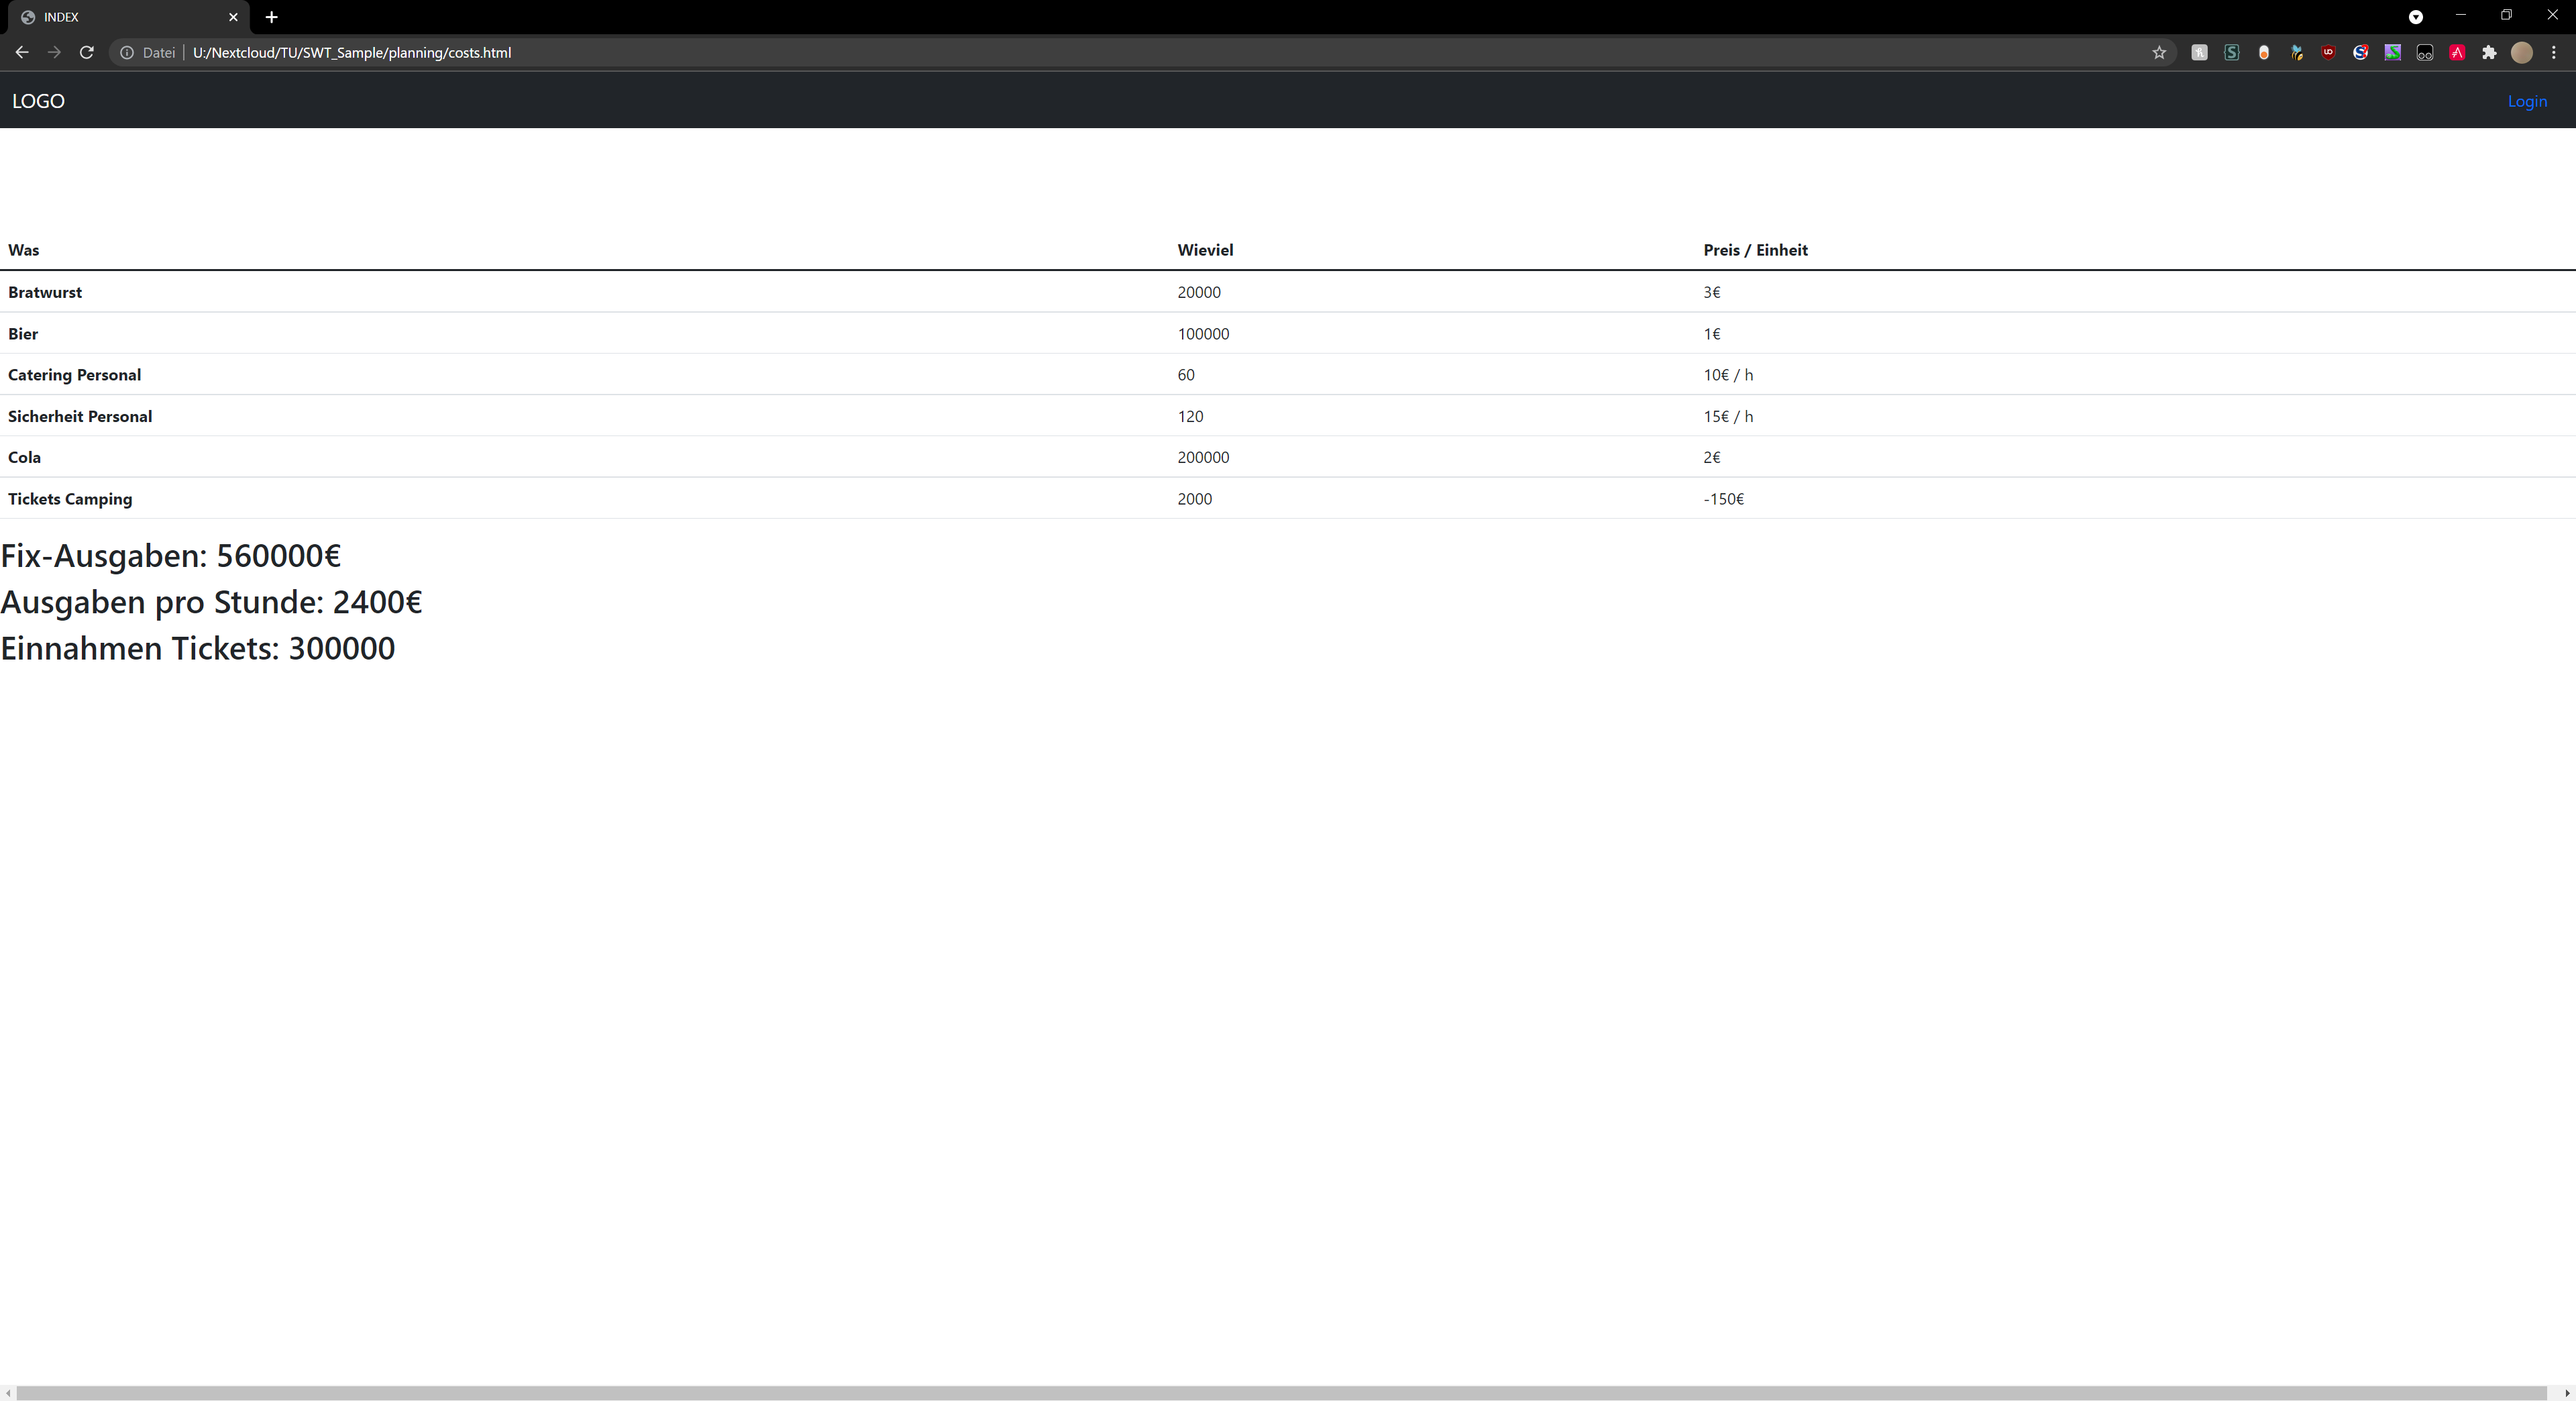 INDEX
Datei U:/Nextcloud/TU/SWT_Sample/planning/costs.html
LOGO Login
Was Wieviel Preis / Einheit
Bratwurst 20000 3€
Bier 100000 1€
Catering Personal 60 10€ / h
Sicherheit Personal 120 15€ / h
Cola 200000 2€
Tickets Camping 2000 -150€
Fix-Ausgaben: 560000€
Ausgaben pro Stunde: 2400€
Einnahmen Tickets: 300000